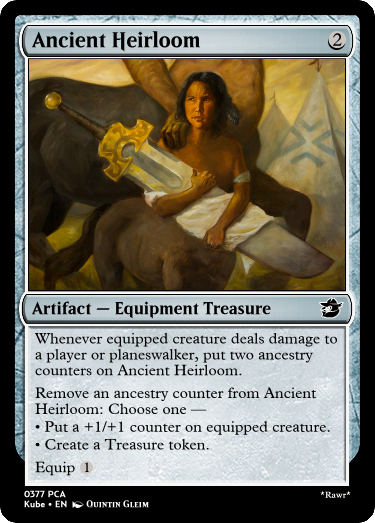 Ancient Heirloom 2
Artifact — Equipment Treasure
Whenever equipped creature deals damage to
a player or planeswalker, put two ancestry
counters on Ancient Heirloom.
Remove an ancestry counter from Ancient
Heirloom: Choose one —
• Put a +1/+1 counter on equipped creature.
• Create a Treasure token.
Equip 1
0377 PCA
Kube • EN Quintin Gleim
*Rawr*